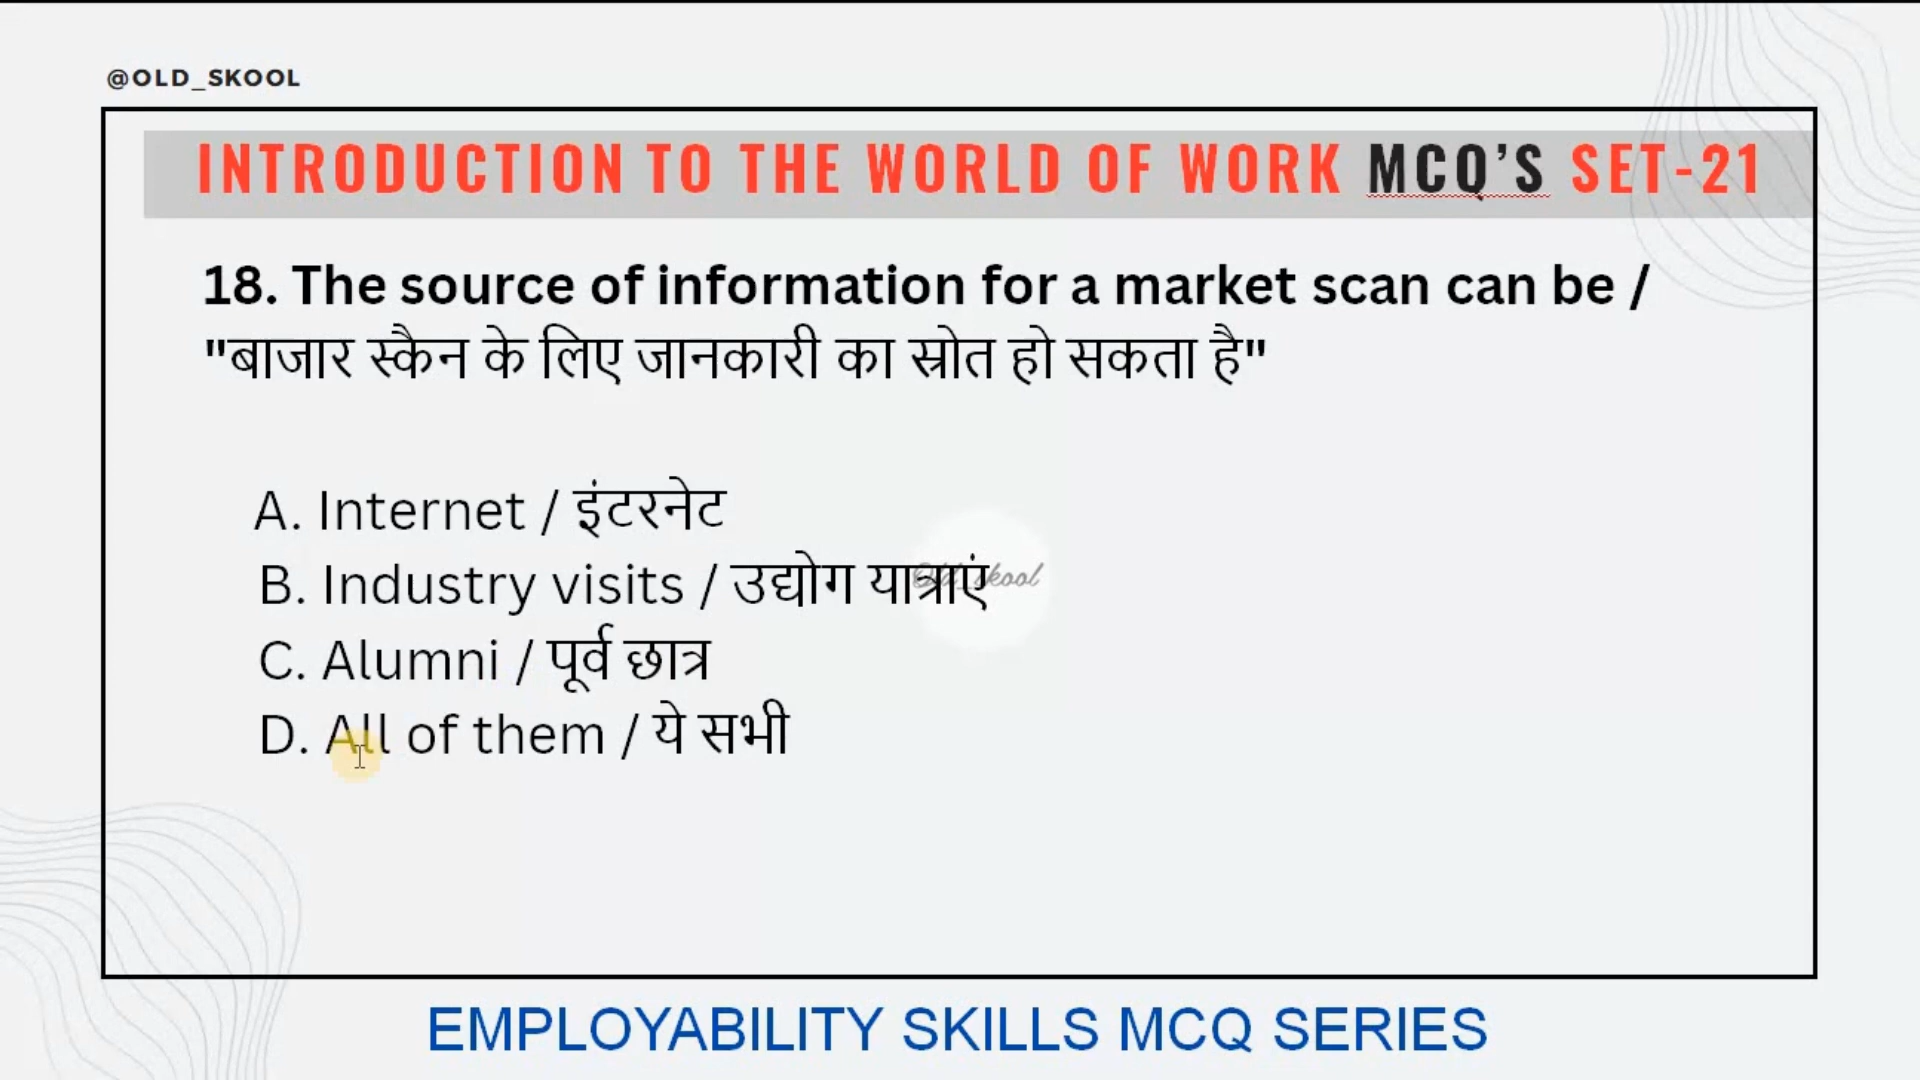 @OLD_SKOOL
INTRODUCTION TO THE WORLD OF WORK MCQ’S SET-21
18. The source of information for a market scan can be /
"बाजार स्कैन के लिए जानकारी का स्रोत हो सकता है"
A. Internet / इंटरनेट
B. Industry visits / उद्योग यात्राएं
Old_skool
C. Alumni / पूर्व छात्र
D. All of them / ये सभी
EMPLOYABILITY SKILLS MCQ SERIES